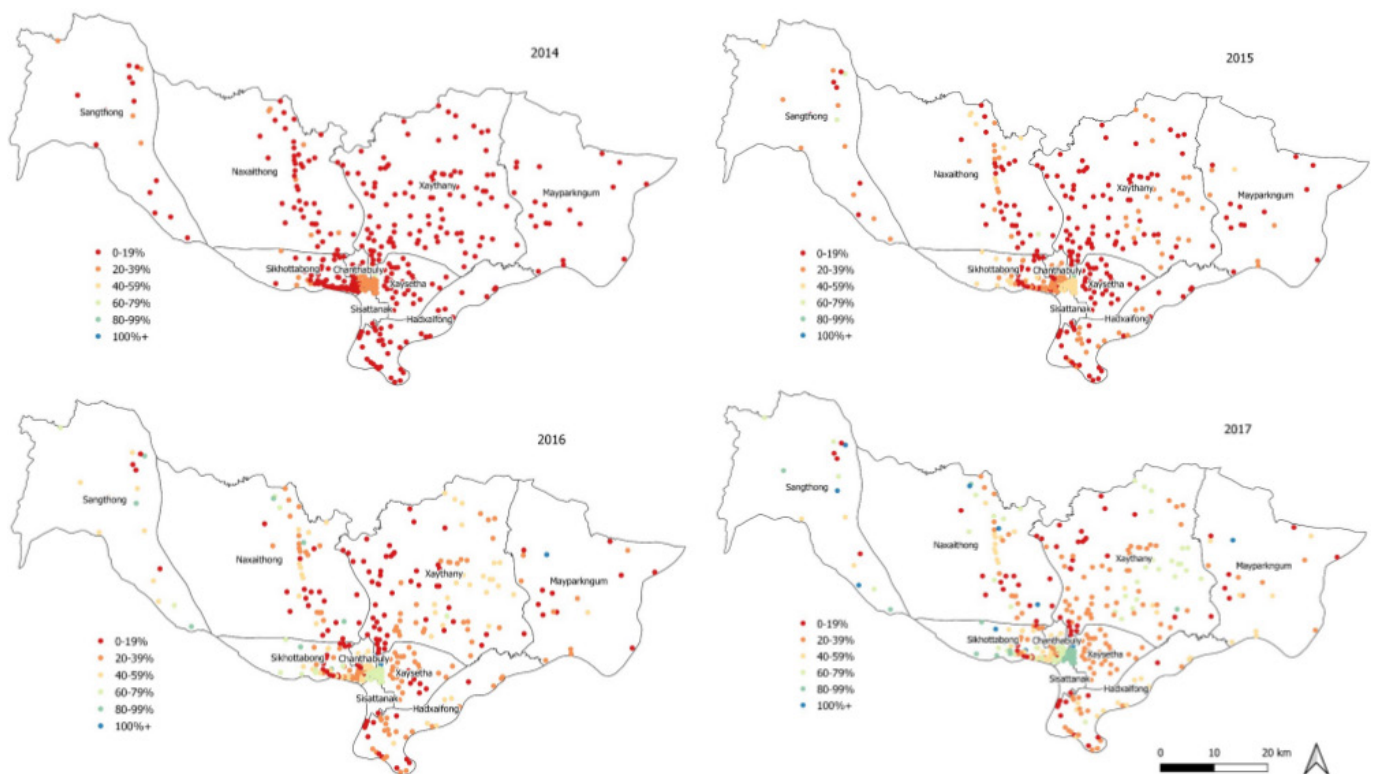 2014
Sangthong
Naxaithong
Xaythany
Mayparkngum
Sikhottabong
Chanthabuly
Xaysetha
Sisattanak
Hadxaifong
0-19%
20-39%
40-59%
60-79%
80-99%
100%+
2015
Sangthong
Naxaithong
Xaythany
Mayparkngum
Sikhottabong
Chanthabuly
Xaysetha
Sisattanak
Hadxaifong
0-19%
20-39%
40-59%
60-79%
80-99%
100%+
2016
Sangthong
Naxaithong
Xaythany
Mayparkngum
Sikhottabong
Chanthabuly
Xaysetha
Sisattanak
Hadxaifong
0-19%
20-39%
40-59%
60-79%
80-99%
100%+
2017
Sangthong
Naxaithong
Xaythany
Mayparkngum
Sikhottabong
Chanthabuly
Xaysetha
Sisattanak
Hadxaifong
0-19%
20-39%
40-59%
60-79%
80-99%
100%+
0 10 20 km